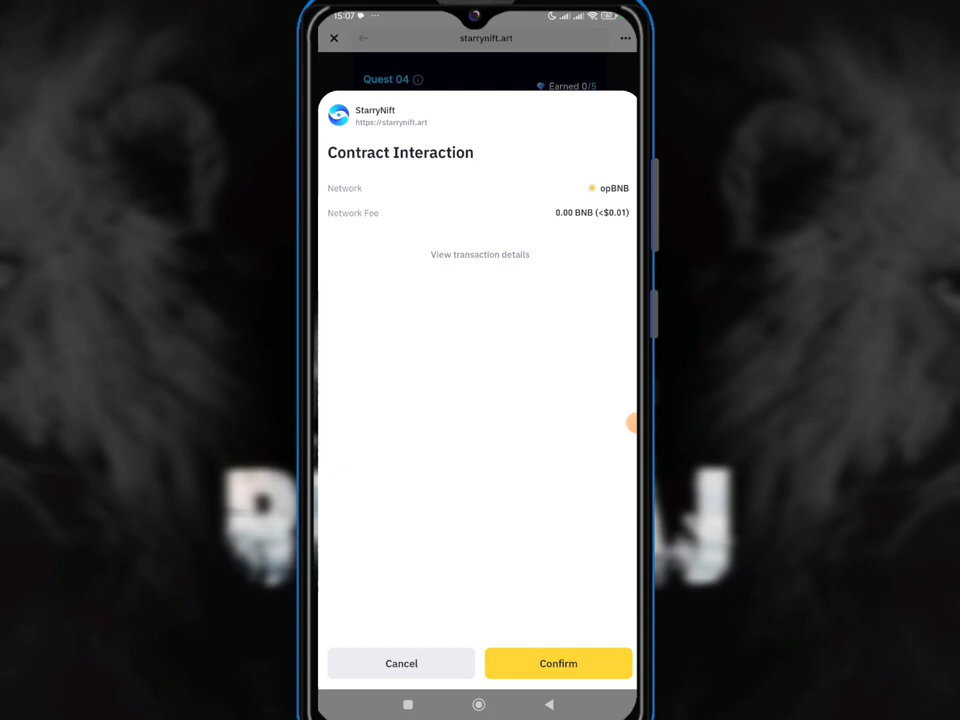 15:07
starrynift.art
Quest 04
Earned 0/5
StarryNift
https://starrynift.art
Contract Interaction
Network
opBNB
Network Fee
0.00 BNB (<$0.01)
View transaction details
Cancel
Confirm